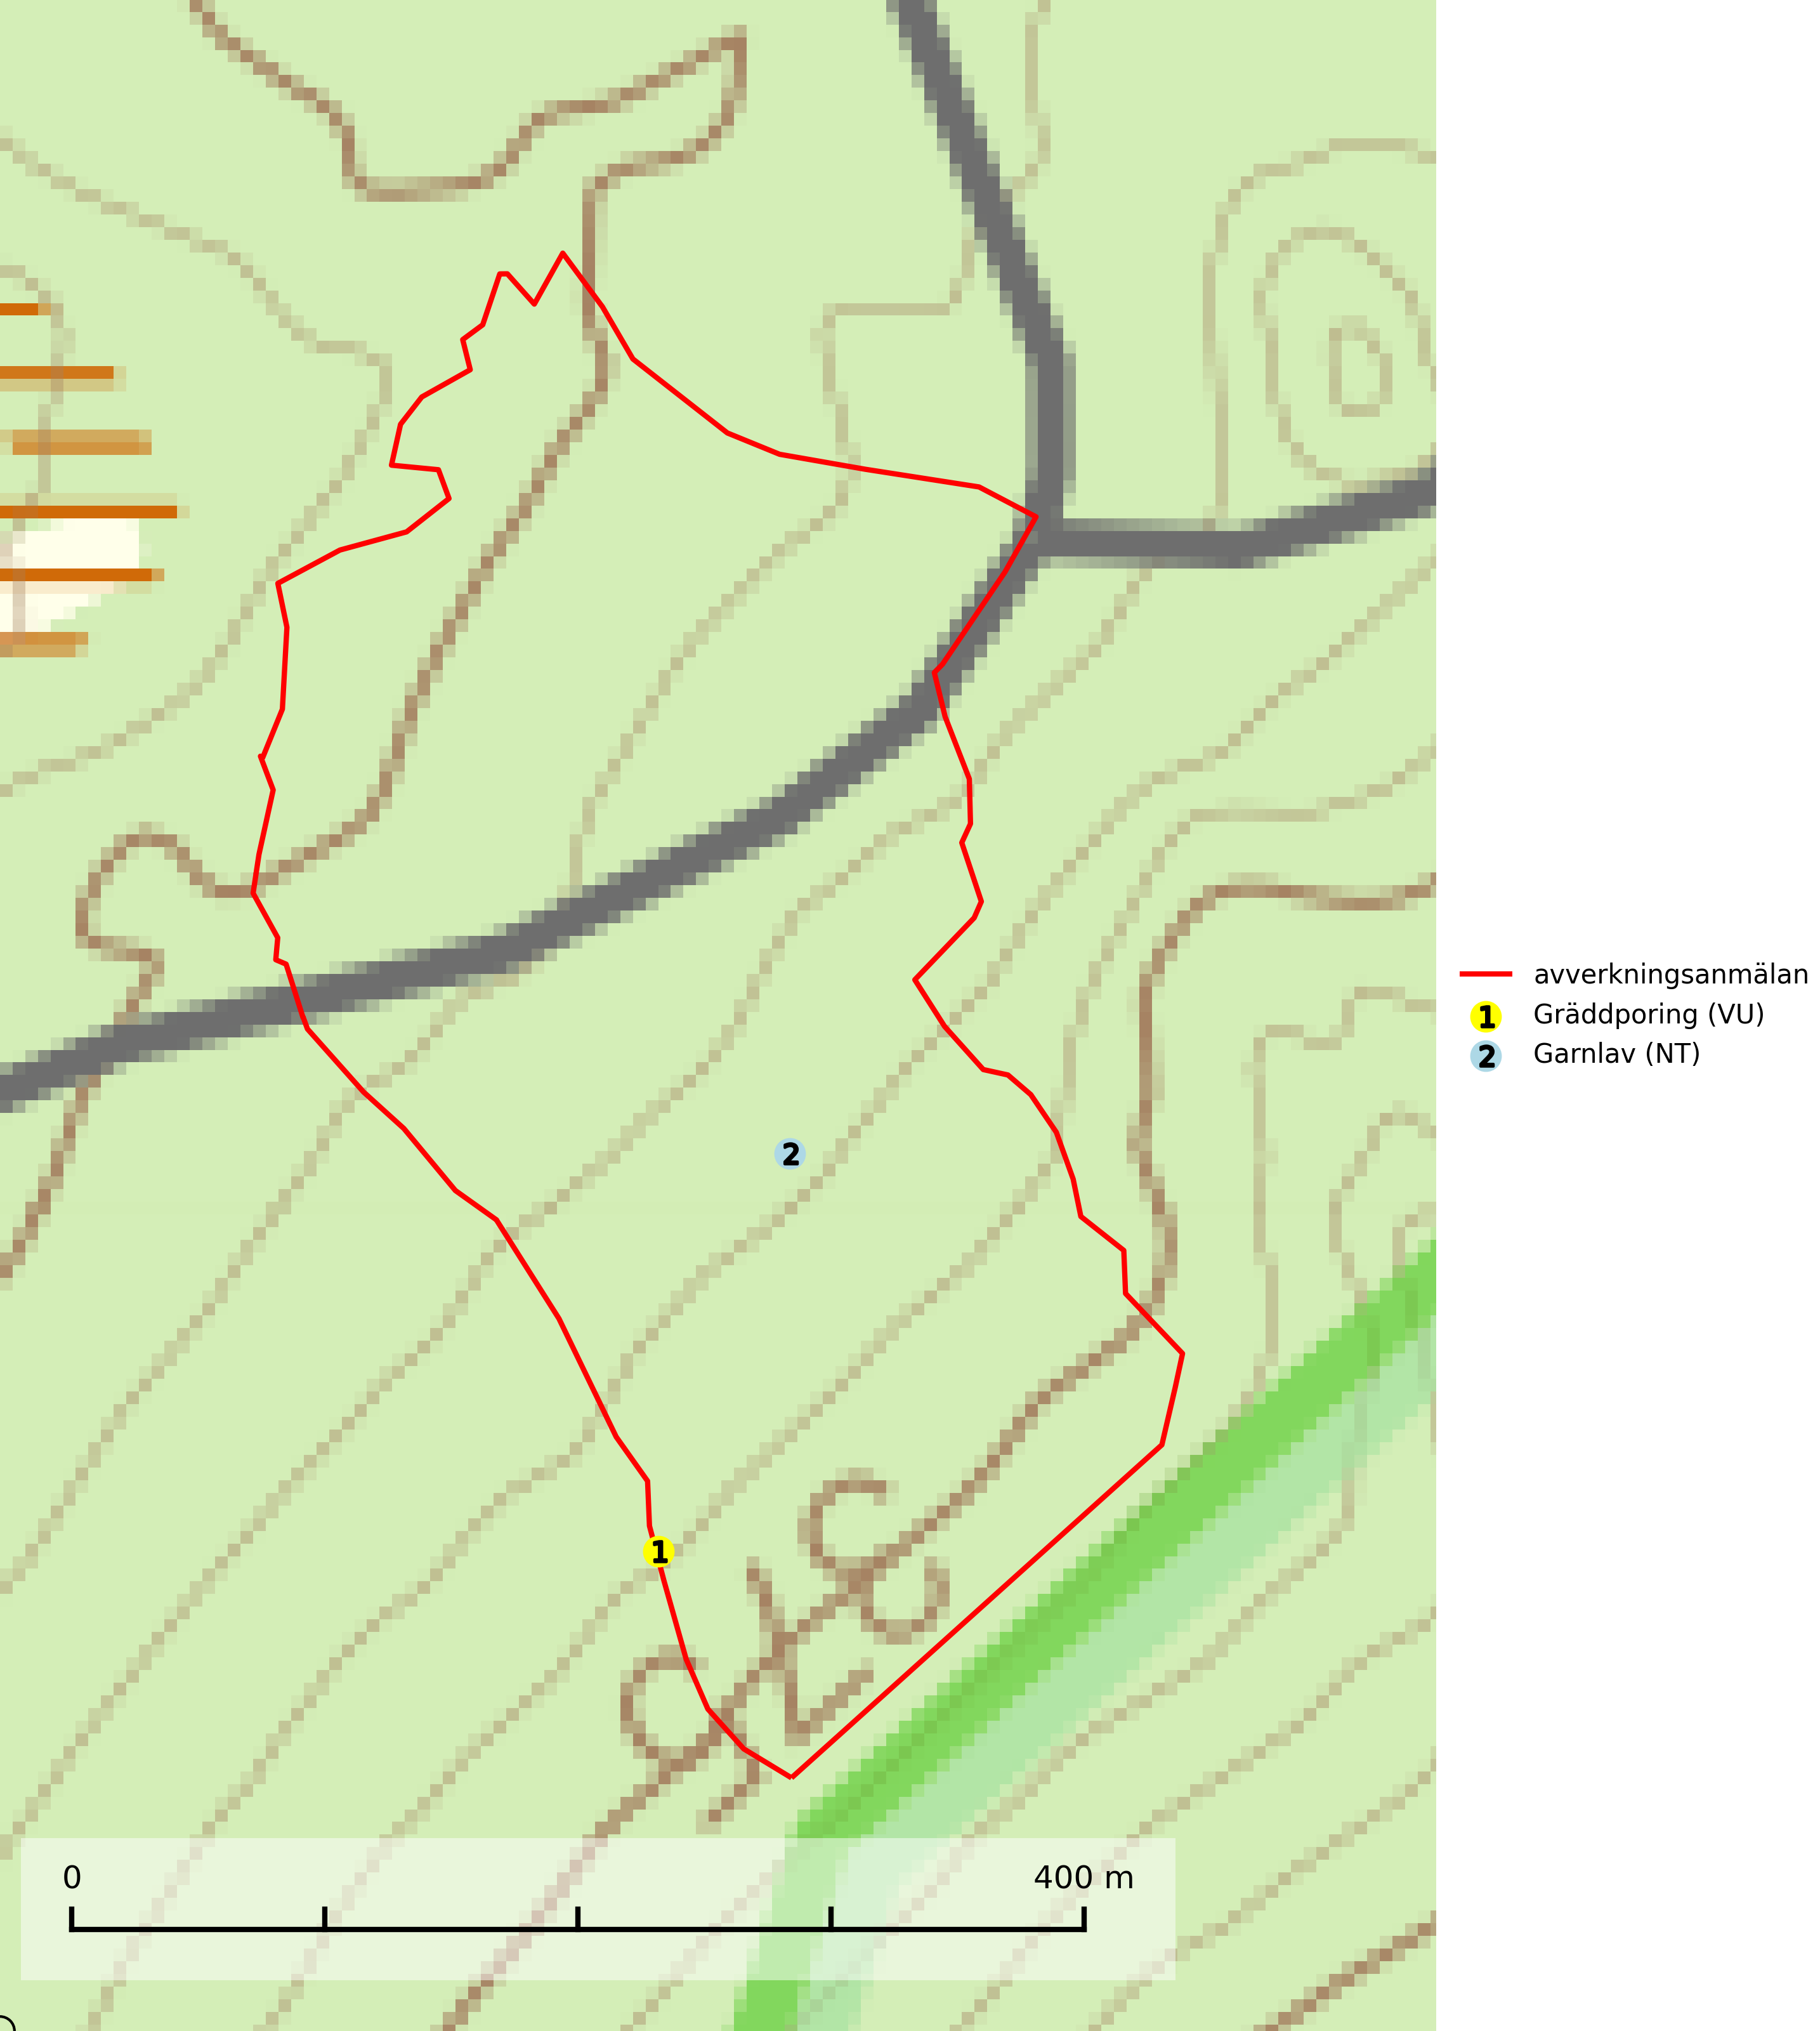 avverkningsanmälan
1 Gräddporing (VU)
2 Garnlav (NT)
2
1
0 400 m